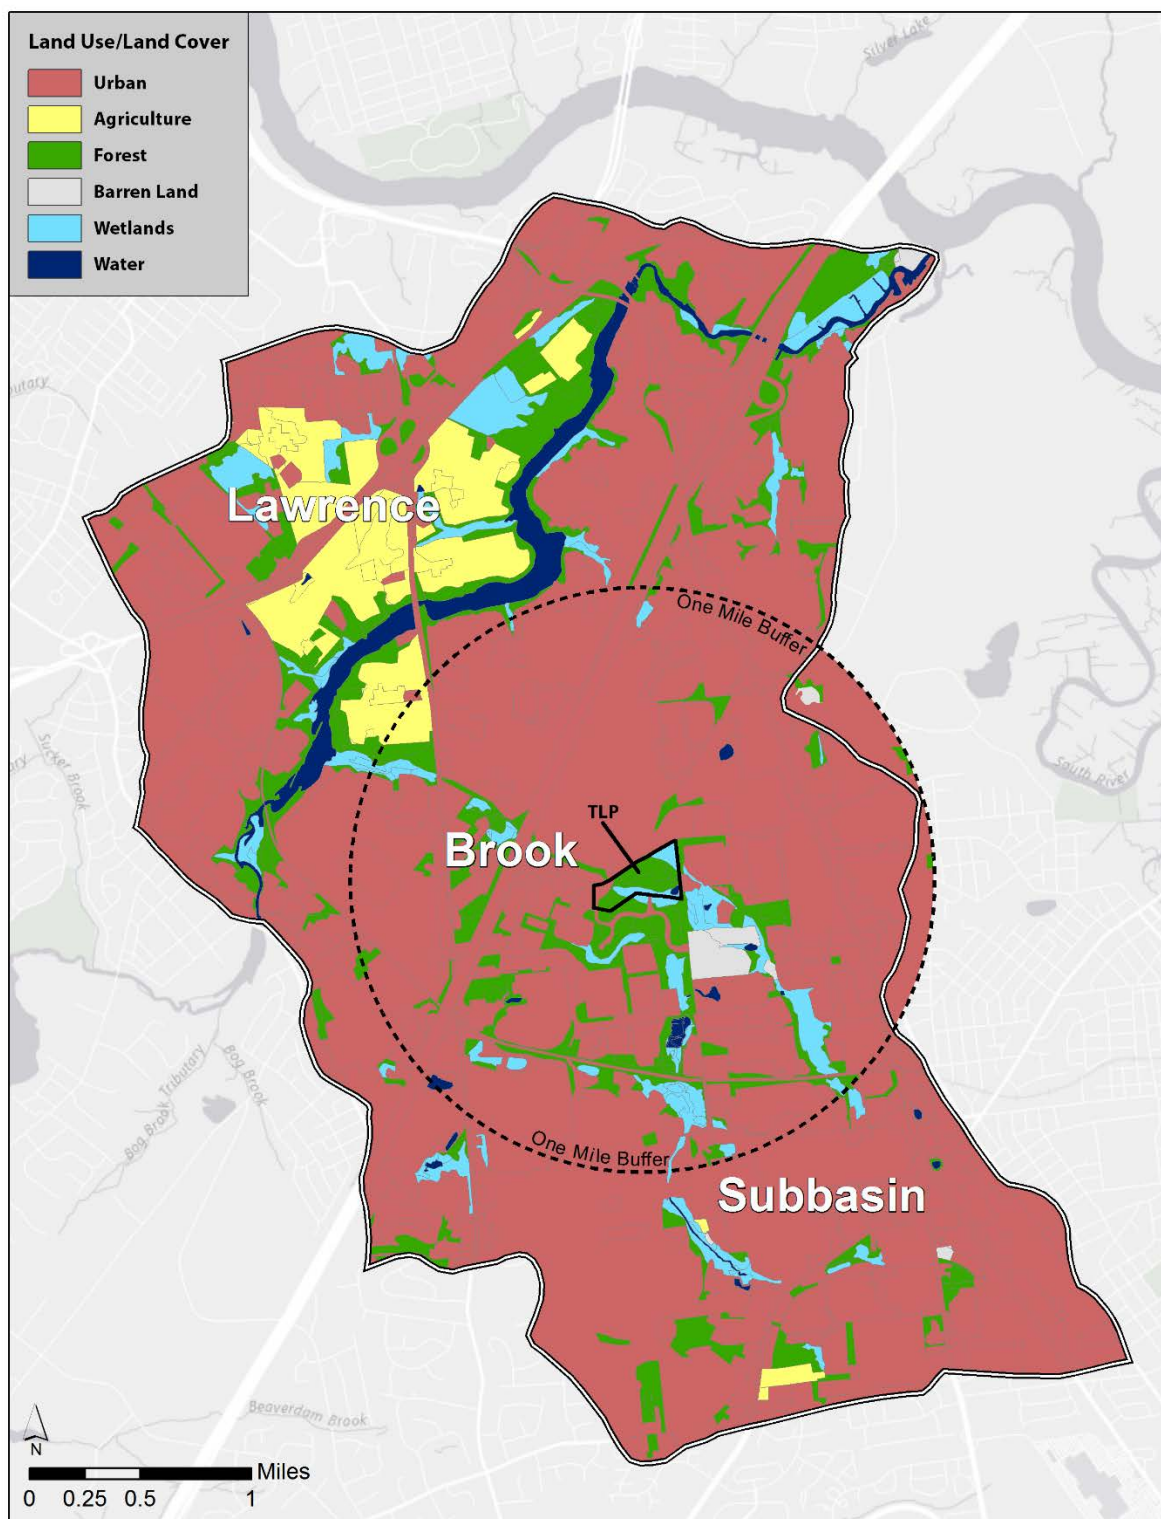 Land Use/Land Cover
Urban
Agriculture
Forest
Barren Land
Wetlands
Water
Silver Lake
Lawrence
One Mile Buffer
South River
Sucker Brook
TLP
Brook
Bog Brook Tributary
Bog Brook
One Mile Buffer
Subbasin
Beaverdam Brook
N
Miles
0 0.25 0.5 1